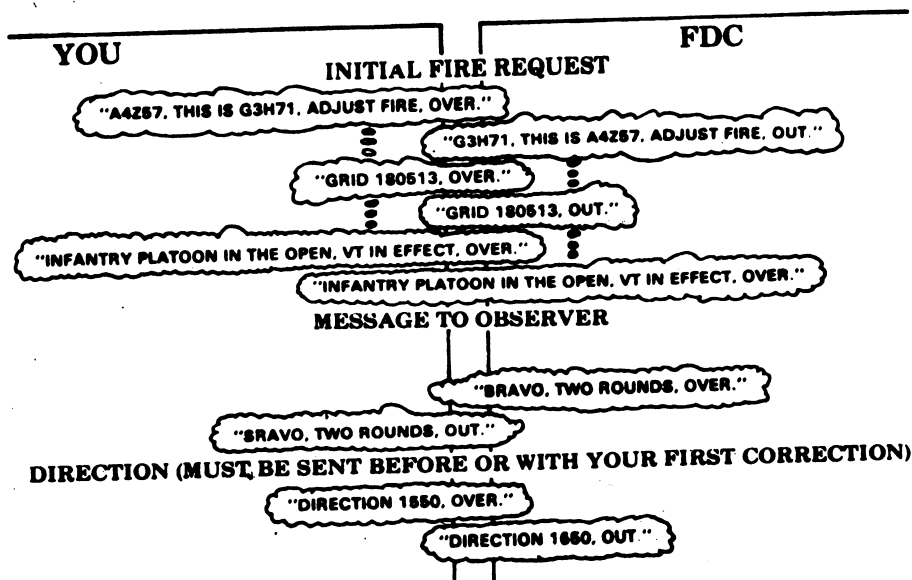 YOU
FDC
INITIAL FIRE REQUEST
"A4Z57, THIS IS G3H71, ADJUST FIRE, OVER."
"G3H71, THIS IS A4Z57, ADJUST FIRE, OUT."
"GRID 180513, OVER."
"GRID 180513, OUT."
"INFANTRY PLATOON IN THE OPEN, VT IN EFFECT, OVER."
"INFANTRY PLATOON IN THE OPEN, VT IN EFFECT, OVER."
MESSAGE TO OBSERVER
"BRAVO, TWO ROUNDS, OVER."
"BRAVO, TWO ROUNDS, OUT."
DIRECTION (MUST BE SENT BEFORE OR WITH YOUR FIRST CORRECTION)
"DIRECTION 1550, OVER."
"DIRECTION 1650, OUT."